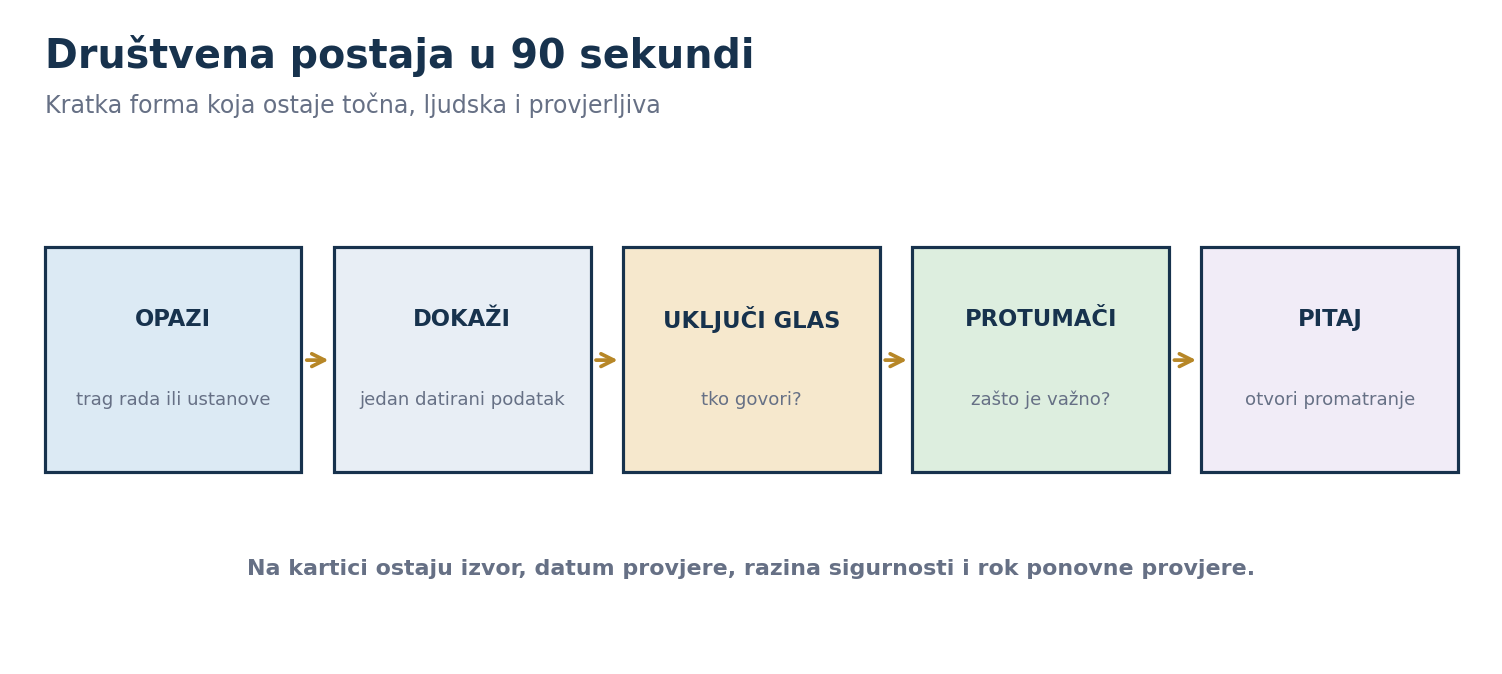 Društvena postaja u 90 sekundi
Kratka forma koja ostaje točna, ljudska i provjerljiva
OPAZI
trag rada ili ustanove
DOKAŽI
jedan datirani podatak
UKLJUČI GLAS
tko govori?
PROTUMAČI
zašto je važno?
PITAJ
otvori promatranje
Na kartici ostaju izvor, datum provjere, razina sigurnosti i rok ponovne provjere.